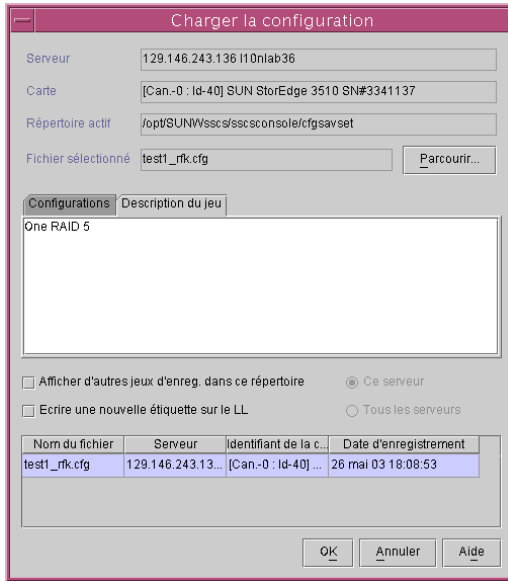 Charger la configuration
Serveur 129.146.243.136 l10nlab36
Carte [Can.-0 : Id-40] SUN StorEdge 3510 SN#3341137
Répertoire actif /opt/SUNWsscs/sscsconsole/cfgsavset
Fichier sélectionné test1_rfk.cfg Parcourir...
Configurations Description du jeu
One RAID 5
Afficher d'autres jeux d'enreg. dans ce répertoire Ce serveur
Ecrire une nouvelle étiquette sur le LL Tous les serveurs
Nom du fichier Serveur Identifiant de la c... Date d'enregistrement
test1_rfk.cfg 129.146.243.13... [Can.-0 : Id-40] ... 26 mai 03 18:08:53
OK Annuler Aide